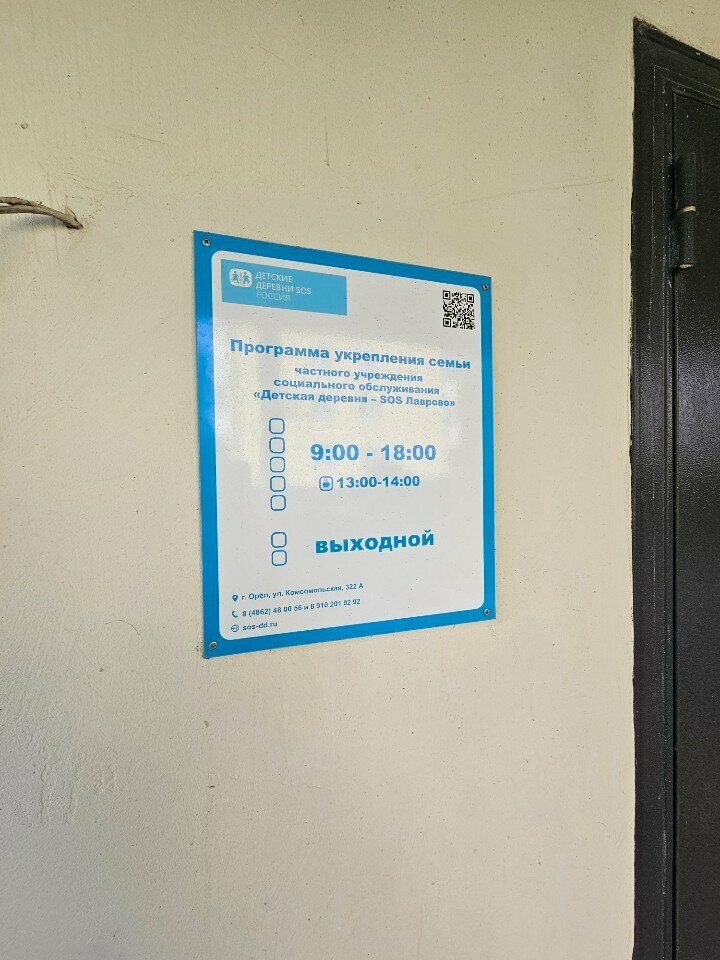 ДЕТСКИЕ
ДЕРЕВНИ SOS
РОССИЯ
Программа укрепления семьи
частного учреждения
социального обслуживания
«Детская деревня – SOS Лаврово»
9:00 - 18:00
13:00-14:00
выходной
г. Орёл, ул. Комсомольская, 322 А
8 (4862) 48 00 56 и 8 910 201 92 92
sos-dd.ru